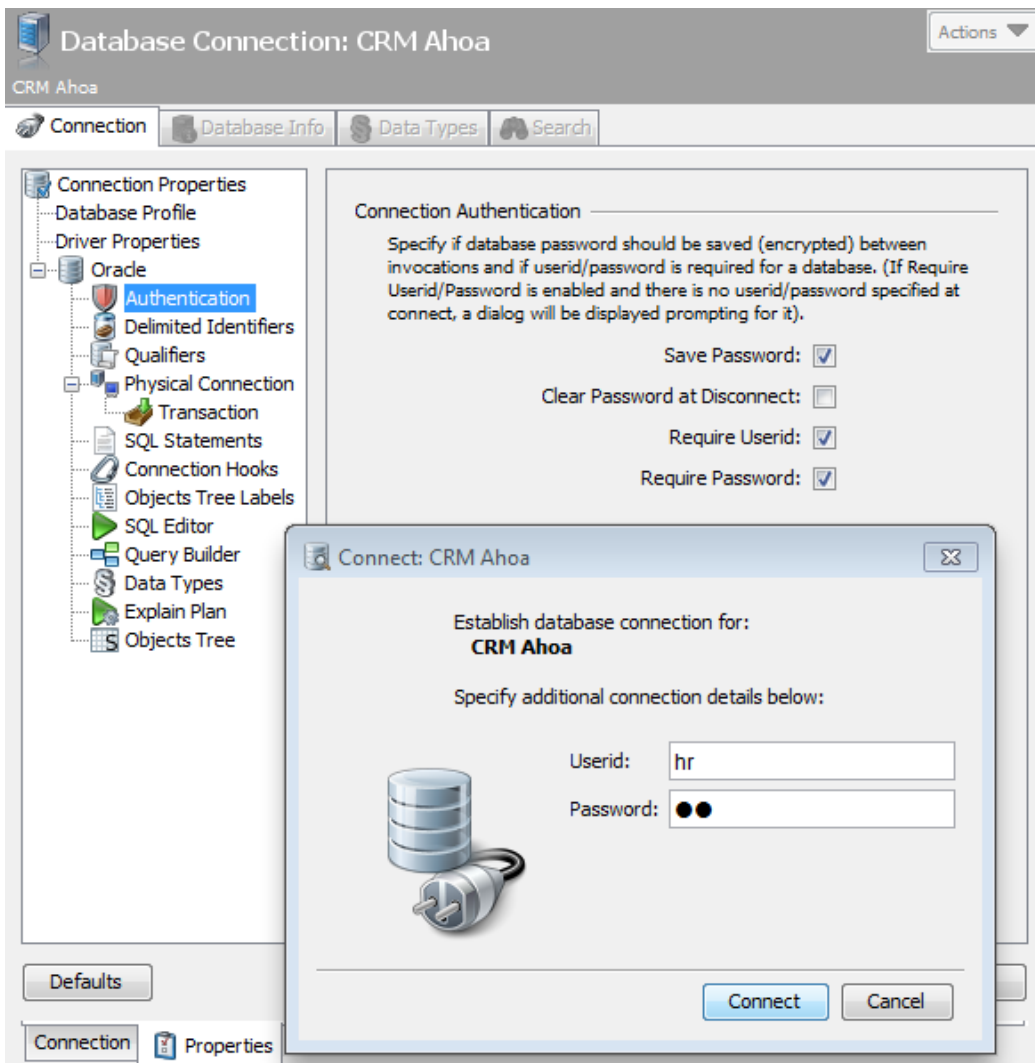 Database Connection: CRM Ahoa
Actions
CRM Ahoa
Connection
Database Info
Data Types
Search
Connection Properties
Database Profile
Driver Properties
Oracle
Authentication
Delimited Identifiers
Qualifiers
Physical Connection
Transaction
SQL Statements
Connection Hooks
Objects Tree Labels
SQL Editor
Query Builder
Data Types
Explain Plan
Objects Tree
Connection Authentication
Specify if database password should be saved (encrypted) between
invocations and if userid/password is required for a database. (If Require
Userid/Password is enabled and there is no userid/password specified at
connect, a dialog will be displayed prompting for it).
Save Password:
Clear Password at Disconnect:
Require Userid:
Require Password:
Connect: CRM Ahoa
Establish database connection for:
CRM Ahoa
Specify additional connection details below:
Userid: hr
Password: ●●
Connect
Cancel
Defaults
Connection
Properties